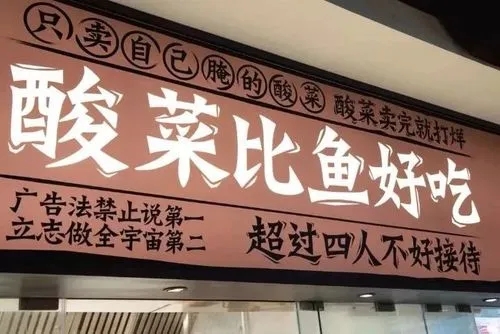 只卖自己腌的酸菜 酸菜卖完就打烊
酸菜比鱼好吃
广告法禁止说第一
立志做全宇宙第二
超过四人不好接待